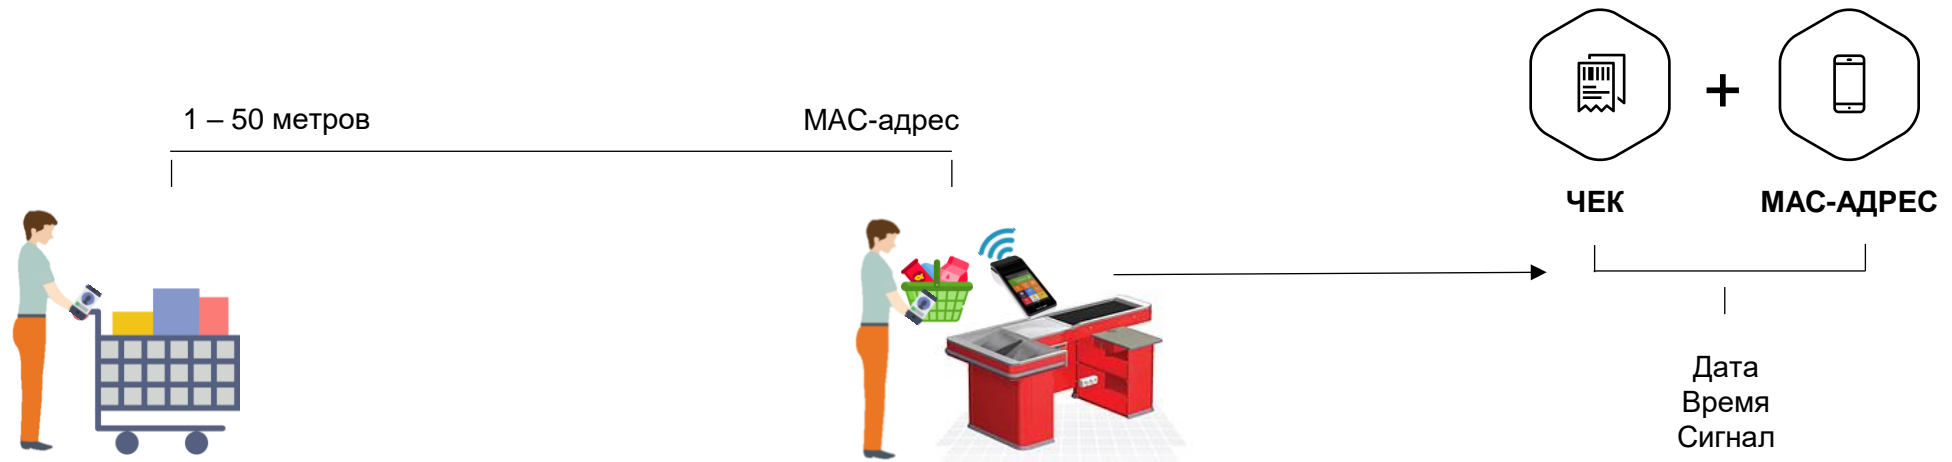 1 – 50 метров
МАС-адрес
ЧЕК
+
МАС-АДРЕС
Дата
Время
Сигнал